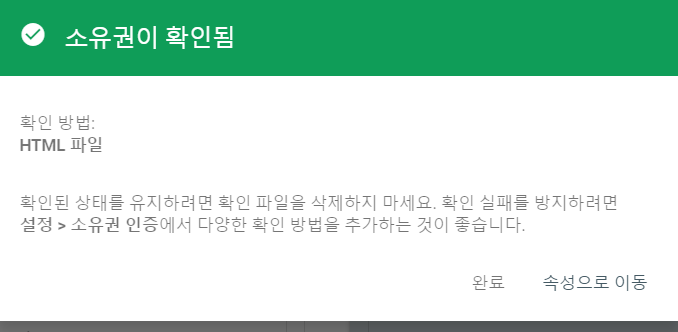 소유권이 확인됨
확인 방법:
HTML 파일
확인된 상태를 유지하려면 확인 파일을 삭제하지 마세요. 확인 실패를 방지하려면
설정 > 소유권 인증에서 다양한 확인 방법을 추가하는 것이 좋습니다.
완료 속성으로 이동